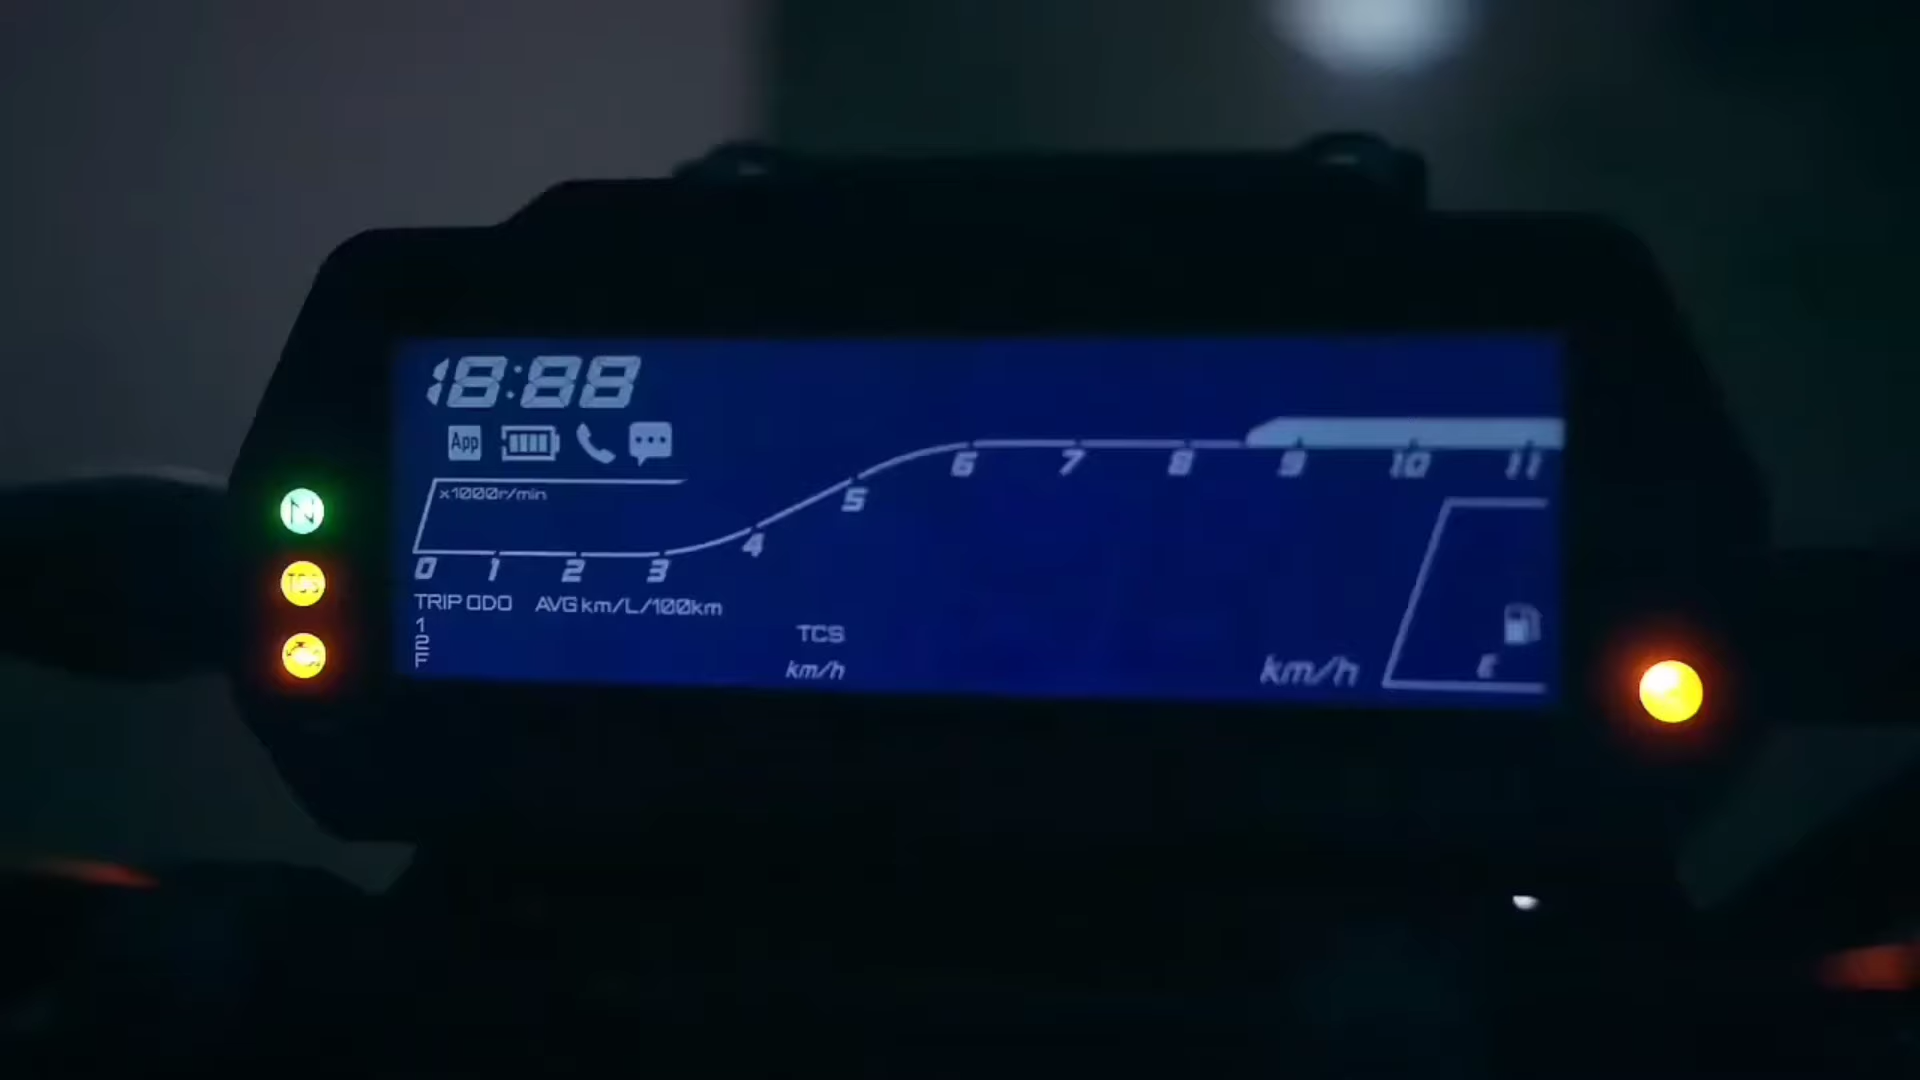 18:88
App
x1000r/min
0 1 2 3 4 5 6 7 8 9 10 11
N
TCS
TRIP ODO AVG km/L/100km
1
2
F
TCS
km/h
km/h
E